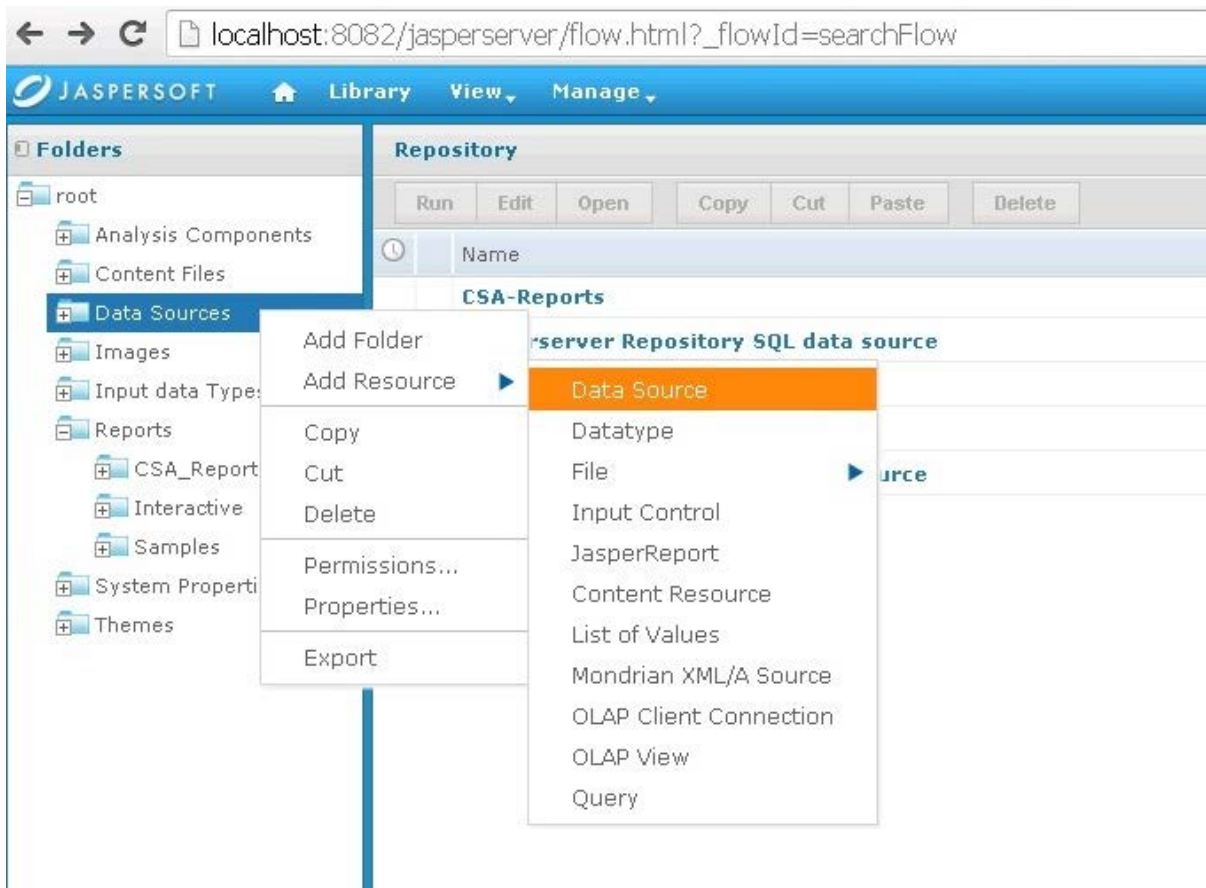 localhost:8082/jasperserver/flow.html?_flowId=searchFlow
JASPERSOFT Library View Manage
Folders
root
Analysis Components
Content Files
Data Sources
Images
Input data Type
Reports
CSA_Report
Interactive
Samples
System Properti
Themes
Repository
Run Edit Open Copy Cut Paste Delete
Name
CSA-Reports
rserver Repository SQL data source
urce
Add Folder
Add Resource
Copy
Cut
Delete
Permissions...
Properties...
Export
Data Source
Datatype
File
Input Control
JasperReport
Content Resource
List of Values
Mondrian XML/A Source
OLAP Client Connection
OLAP View
Query